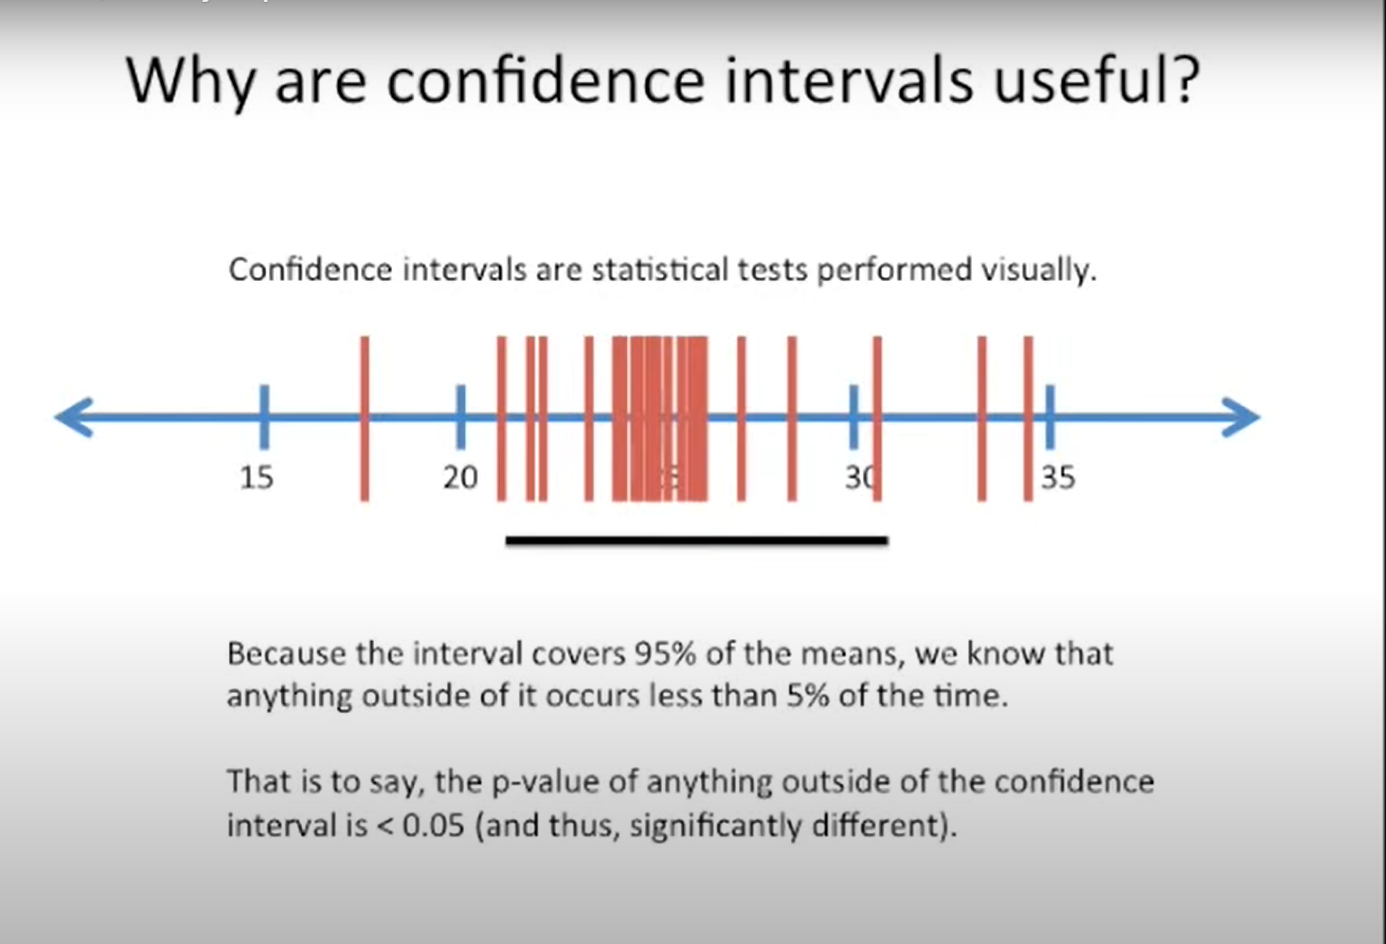 Why are confidence intervals useful?
Confidence intervals are statistical tests performed visually.
15 20 30 35
Because the interval covers 95% of the means, we know that
anything outside of it occurs less than 5% of the time.
That is to say, the p-value of anything outside of the confidence
interval is < 0.05 (and thus, significantly different).